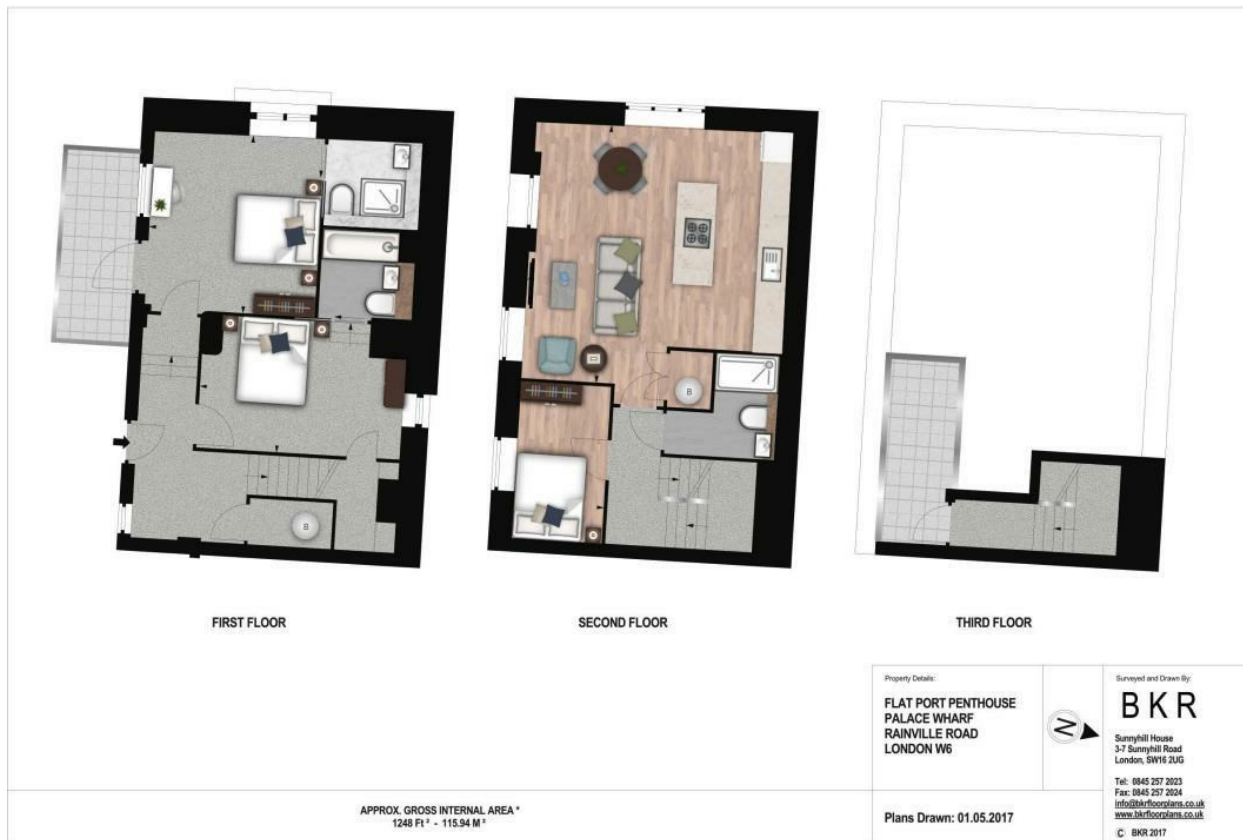 B
B
FIRST FLOOR
SECOND FLOOR
THIRD FLOOR
Property Details:
FLAT PORT PENTHOUSE
PALACE WHARF
RAINVILLE ROAD
LONDON W6
N
Surveyed and Drawn By:
BKR
Sunnyhill House
3-7 Sunnyhill Road
London, SW16 2UG
Tel: 0845 257 2023
Fax: 0845 257 2024
info@bkrfloorplans.co.uk
www.bkrfloorplans.co.uk
© BKR 2017
APPROX. GROSS INTERNAL AREA *
1248 Ft² - 115.94 M²
Plans Drawn: 01.05.2017